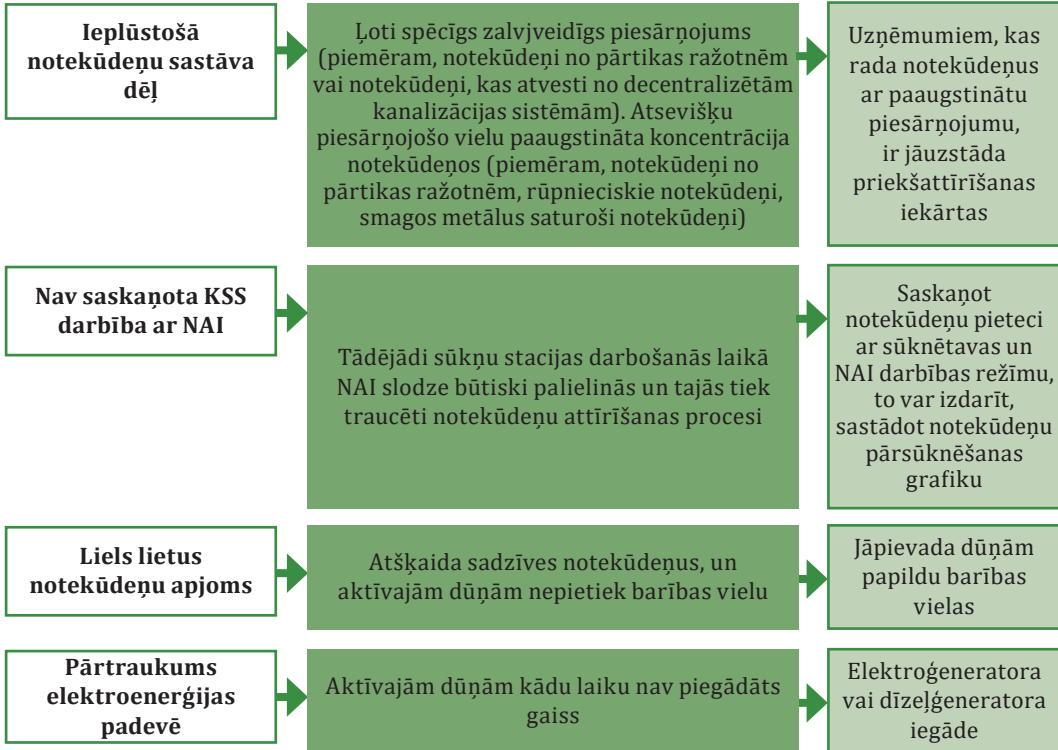 Ieplūstošā
notekūdeņu sastāva
dēļ
Ļoti spēcīgs zalvjveidīgs piesārņojums
(piemēram, notekūdeņi no pārtikas ražotnēm
vai notekūdeņi, kas atvesti no decentralizētām
kanalizācijas sistēmām). Atsevišķu
piesārņojošo vielu paaugstināta koncentrācija
notekūdeņos (piemēram, notekūdeņi no
pārtikas ražotnēm, rūpnieciskie notekūdeņi,
smagos metālus saturoši notekūdeņi)
Uzņēmumiem, kas
rada notekūdeņus
ar paaugstinātu
piesārņojumu,
ir jāuzstāda
priekšattīrīšanas
iekārtas
Nav saskaņota KSS
darbība ar NAI
Tādējādi sūkņu stacijas darbošanās laikā
NAI slodze būtiski palielinās un tajās tiek
traucēti notekūdeņu attīrīšanas procesi
Saskaņot
notekūdeņu pieteci
ar sūknētavas un
NAI darbības režīmu,
to var izdarīt,
sastādot notekūdeņu
pārsūknēšanas
grafiku
Liels lietus
notekūdeņu apjoms
Atšķaida sadzīves notekūdeņus, un
aktīvajām dūņām nepietiek barības vielu
Jāpievada dūņām
papildu barības
vielas
Pārtraukums
elektroenerģijas
padevē
Aktīvajām dūņām kādu laiku nav piegādāts
gaiss
Elektroģeneratora
vai dīzeļģeneratora
iegāde